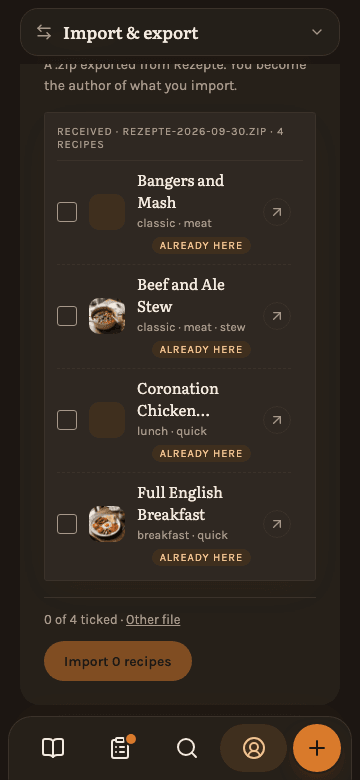 Import & export
A .zip exported from Rezepte. You become
the author of what you import.
RECEIVED · REZEPTE-2026-09-30.ZIP · 4
RECIPES
Bangers and
Mash
classic · meat
ALREADY HERE
Beef and Ale
Stew
classic · meat · stew
ALREADY HERE
Coronation
Chicken…
lunch · quick
ALREADY HERE
Full English
Breakfast
breakfast · quick
ALREADY HERE
0 of 4 ticked · Other file
Import 0 recipes